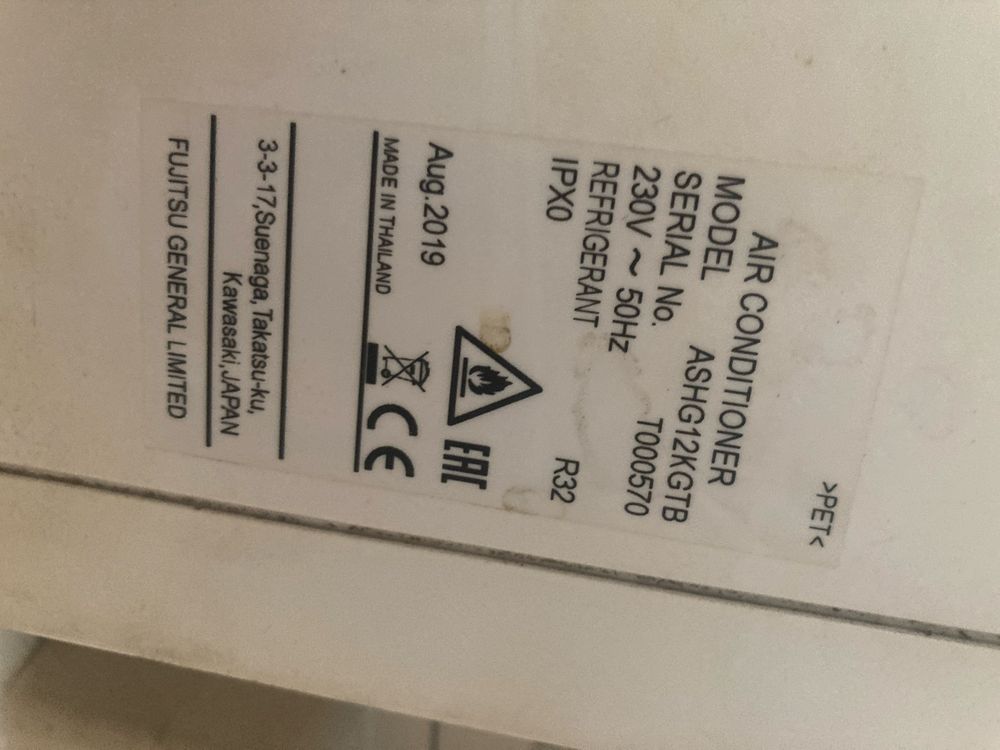 >PET<
AIR CONDITIONER
MODEL ASHG12KGTB
SERIAL No. T000570
230V ~ 50Hz
REFRIGERANT R32
IPX0
EAC
Aug.2019
CE
MADE IN THAILAND
3-3-17,Suenaga,Takatsu-ku,
Kawasaki,JAPAN
FUJITSU GENERAL LIMITED